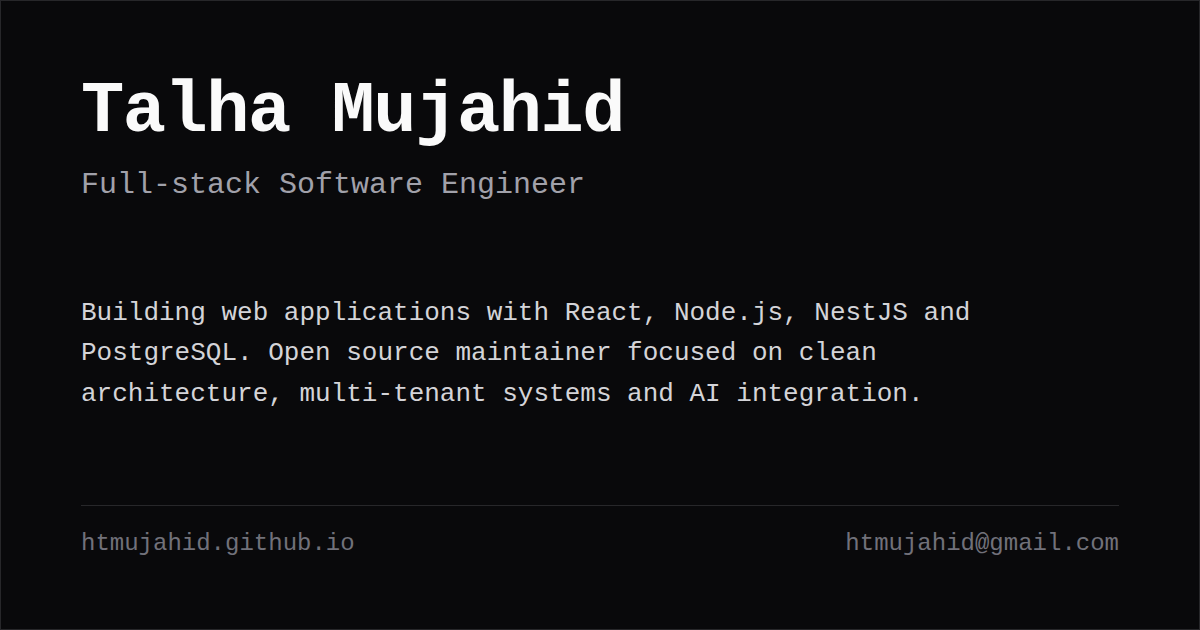 Talha Mujahid
Full-stack Software Engineer
Building web applications with React, Node.js, NestJS and
PostgreSQL. Open source maintainer focused on clean
architecture, multi-tenant systems and AI integration.
htmujahid.github.io
htmujahid@gmail.com